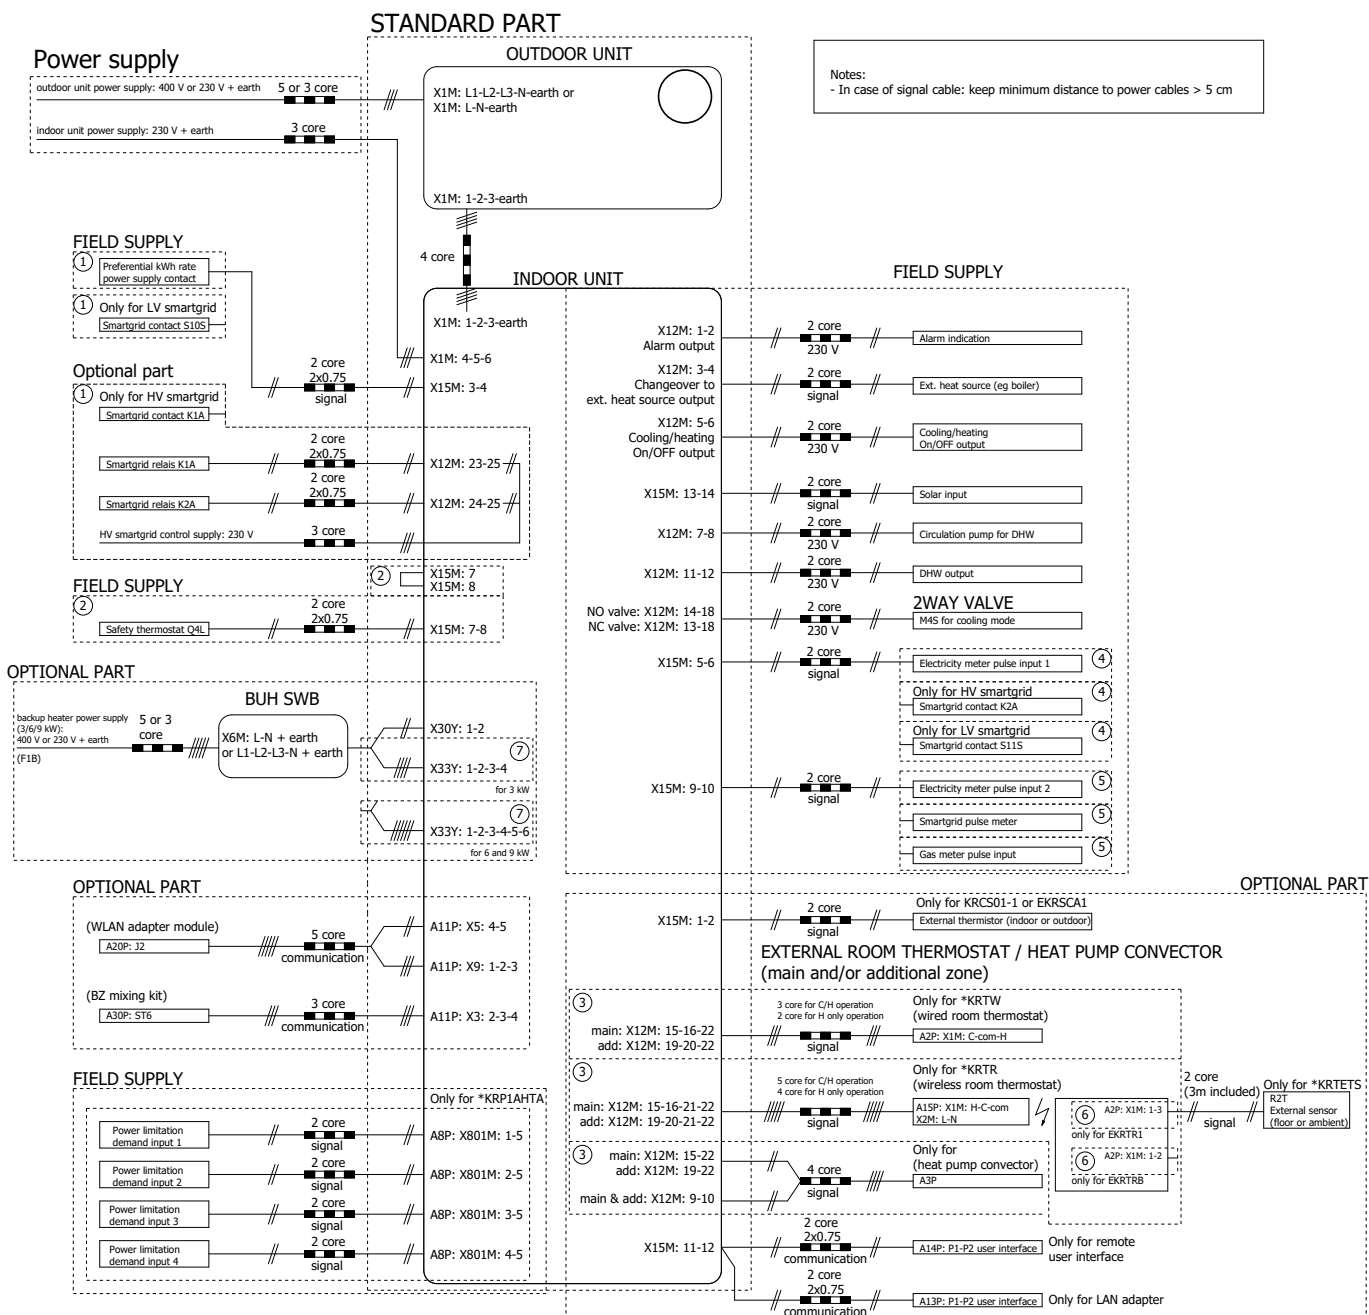 STANDARD PART
Power supply
outdoor unit power supply: 400 V or 230 V + earth
5 or 3 core
indoor unit power supply: 230 V + earth
3 core
OUTDOOR UNIT
X1M: L1-L2-L3-N-earth or
X1M: L-N-earth
X1M: 1-2-3-earth
Notes:
- In case of signal cable: keep minimum distance to power cables > 5 cm
4 core
FIELD SUPPLY
1
Preferential kWh rate
power supply contact
1
Only for LV smartgrid
Smartgrid contact S10S
Optional part
1
Only for HV smartgrid
Smartgrid contact K1A
2 core
2x0.75
signal
Smartgrid relais K1A
2 core
2x0.75
Smartgrid relais K2A
2 core
2x0.75
HV smartgrid control supply: 230 V
3 core
FIELD SUPPLY
2
Safety thermostat Q4L
2 core
2x0.75
INDOOR UNIT
X1M: 1-2-3-earth
X1M: 4-5-6
X15M: 3-4
X12M: 23-25
X12M: 24-25
2
X15M: 7
X15M: 8
X15M: 7-8
OPTIONAL PART
backup heater power supply
(3/6/9 kW):
400 V or 230 V + earth
(F1B)
5 or 3
core
BUH SWB
X6M: L-N + earth
or L1-L2-L3-N + earth
X30Y: 1-2
7
X33Y: 1-2-3-4
for 3 kW
7
X33Y: 1-2-3-4-5-6
for 6 and 9 kW
OPTIONAL PART
(WLAN adapter module)
A20P: J2
5 core
communication
A11P: X5: 4-5
A11P: X9: 1-2-3
(BZ mixing kit)
A30P: ST6
3 core
communication
A11P: X3: 2-3-4
FIELD SUPPLY
Only for *KRP1AHTA
Power limitation
demand input 1
2 core
signal
A8P: X801M: 1-5
Power limitation
demand input 2
2 core
signal
A8P: X801M: 2-5
Power limitation
demand input 3
2 core
signal
A8P: X801M: 3-5
Power limitation
demand input 4
2 core
signal
A8P: X801M: 4-5
FIELD SUPPLY
X12M: 1-2
Alarm output
2 core
230 V
Alarm indication
X12M: 3-4
Changeover to
ext. heat source output
2 core
signal
Ext. heat source (eg boiler)
X12M: 5-6
Cooling/heating
On/OFF output
2 core
230 V
Cooling/heating
On/OFF output
X15M: 13-14
2 core
signal
Solar input
X12M: 7-8
2 core
230 V
Circulation pump for DHW
X12M: 11-12
2 core
230 V
DHW output
NO valve: X12M: 14-18
NC valve: X12M: 13-18
2 core
230 V
2WAY VALVE
M4S for cooling mode
X15M: 5-6
2 core
signal
Electricity meter pulse input 1
4
Only for HV smartgrid
4
Smartgrid contact K2A
Only for LV smartgrid
4
Smartgrid contact S11S
X15M: 9-10
2 core
signal
Electricity meter pulse input 2
5
Smartgrid pulse meter
5
Gas meter pulse input
5
OPTIONAL PART
X15M: 1-2
2 core
signal
Only for KRCS01-1 or EKRSCA1
External thermistor (indoor or outdoor)
EXTERNAL ROOM THERMOSTAT / HEAT PUMP CONVECTOR
(main and/or additional zone)
3
main: X12M: 15-16-22
add: X12M: 19-20-22
3 core for C/H operation
2 core for H only operation
signal
Only for *KRTW
(wired room thermostat)
A2P: X1M: C-com-H
3
main: X12M: 15-16-21-22
add: X12M: 19-20-21-22
5 core for C/H operation
4 core for H only operation
signal
Only for *KRTR
(wireless room thermostat)
A15P: X1M: H-C-com
X2M: L-N
6
A2P: X1M: 1-3
only for EKRTR1
6
A2P: X1M: 1-2
only for EKRTRB
2 core
(3m included)
signal
Only for *KRTETS
R2T
External sensor
(floor or ambient)
3
main: X12M: 15-22
add: X12M: 19-22
main & add: X12M: 9-10
4 core
signal
Only for
(heat pump convector)
A3P
X15M: 11-12
2 core
2x0.75
communication
A14P: P1-P2 user interface
Only for remote
user interface
2 core
2x0.75
communication
A13P: P1-P2 user interface
Only for LAN adapter